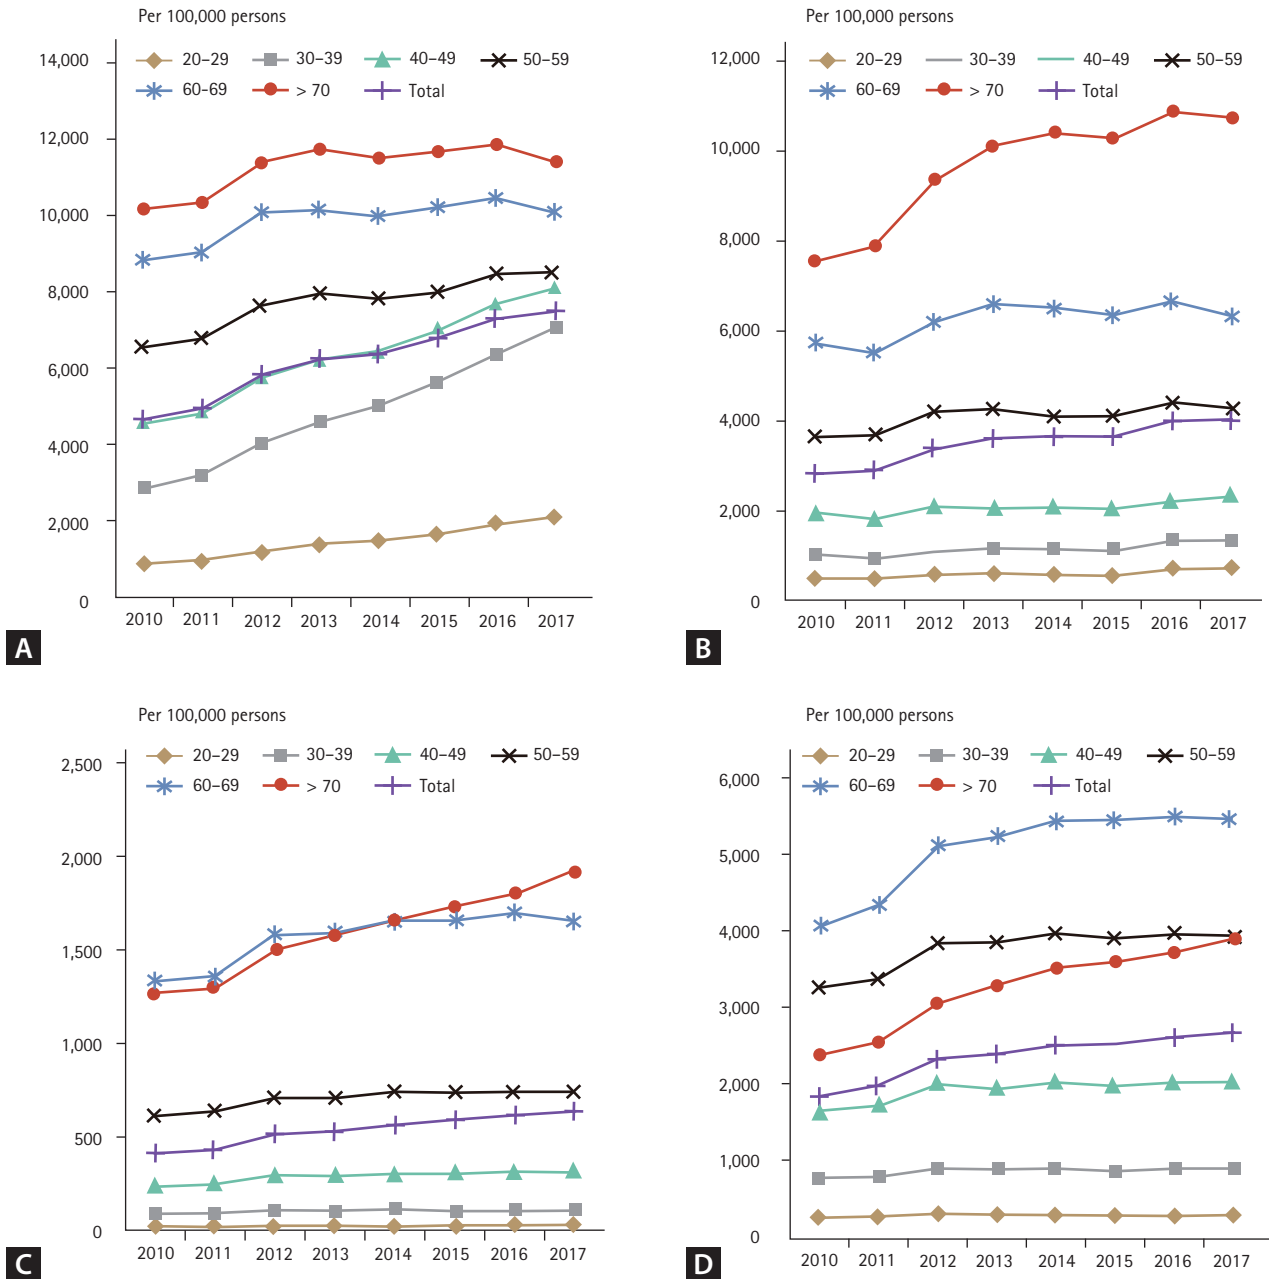 Per 100,000 persons
14,000
12,000
10,000
8,000
6,000
4,000
2,000
0
20–29 30–39 40–49 50–59
60–69 > 70 Total
2010 2011 2012 2013 2014 2015 2016 2017
A
Per 100,000 persons
12,000
10,000
8,000
6,000
4,000
2,000
0
20–29 30–39 40–49 50–59
60–69 > 70 Total
2010 2011 2012 2013 2014 2015 2016 2017
B
Per 100,000 persons
2,500
2,000
1,500
1,000
500
0
20–29 30–39 40–49 50–59
60–69 > 70 Total
2010 2011 2012 2013 2014 2015 2016 2017
C
Per 100,000 persons
6,000
5,000
4,000
3,000
2,000
1,000
0
20–29 30–39 40–49 50–59
60–69 > 70 Total
2010 2011 2012 2013 2014 2015 2016 2017
D